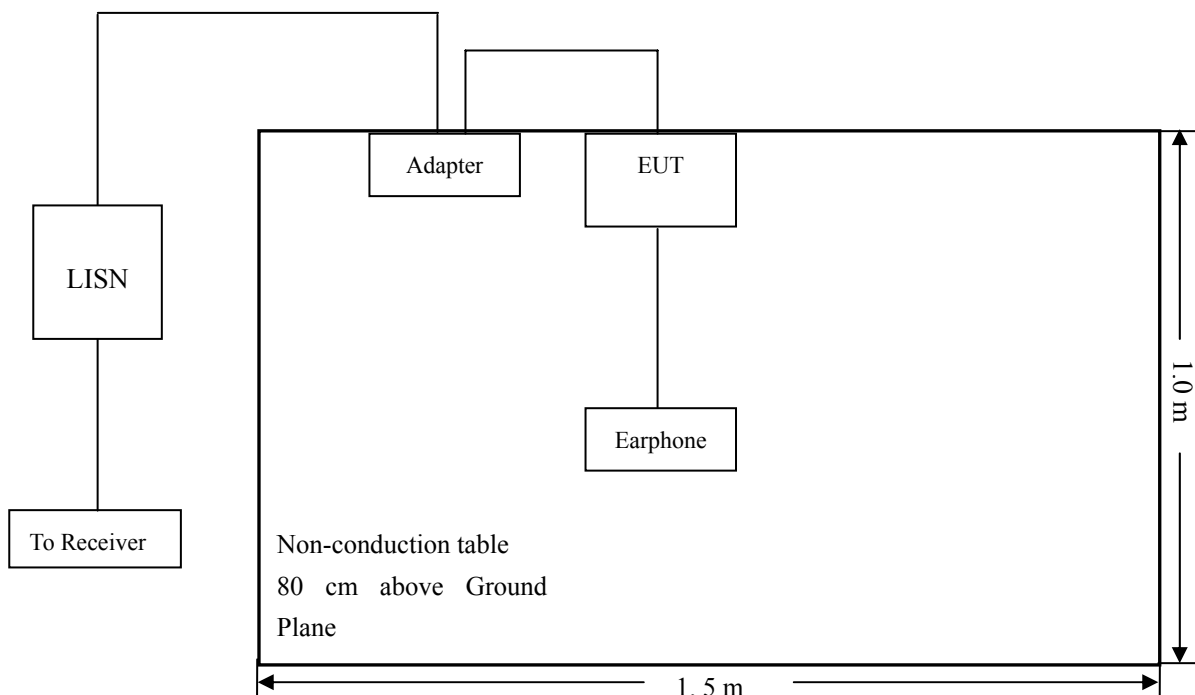 Adapter
EUT
LISN
1.0 m
Earphone
To Receiver
Non-conduction table
80 cm above Ground
Plane
1. 5 m